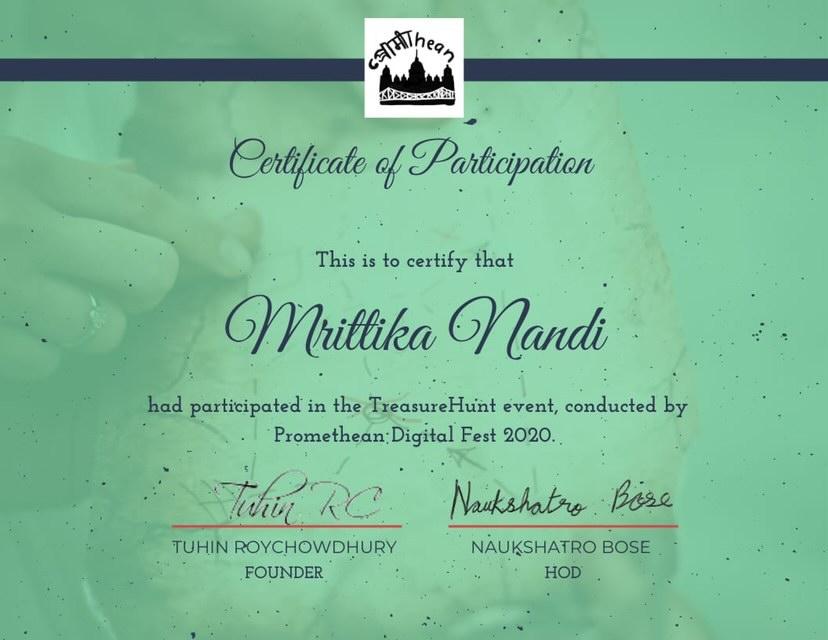 প্রোমিthean
Certificate of Participation
This is to certify that
Mrittika Nandi
had participated in the TreasureHunt event, conducted by
Promethean Digital Fest 2020.
Tuhin RC
Naukshatro Bose
TUHIN ROYCHOWDHURY
NAUKSHATRO BOSE
FOUNDER
HOD